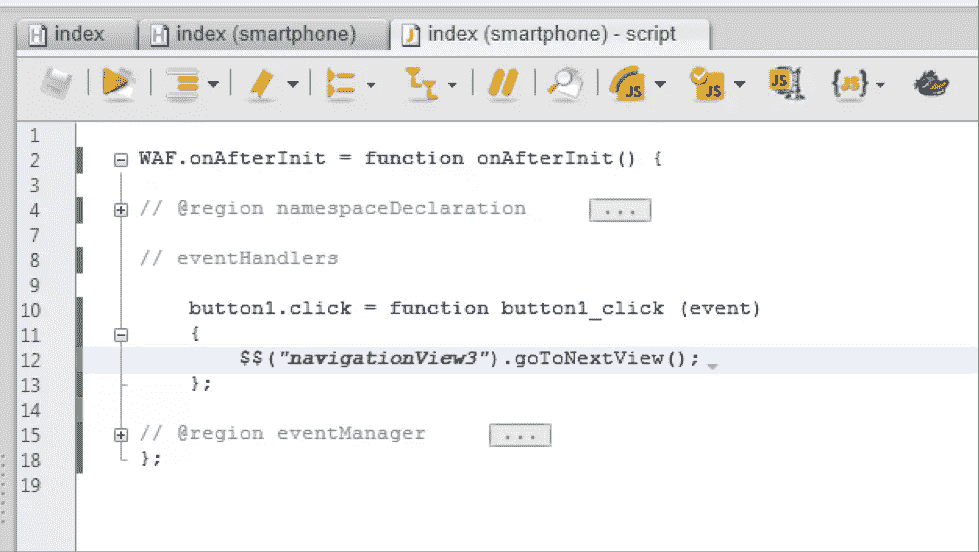 index index (smartphone) index (smartphone) - script
JS JS JS {JS}
1
2 WAF.onAfterInit = function onAfterInit() {
3
4 // @region namespaceDeclaration ...
7
8 // eventHandlers
9
10 button1.click = function button1_click (event)
11 {
12 $$("navigationView3").goToNextView();
13 };
14
15 // @region eventManager ...
18 };
19